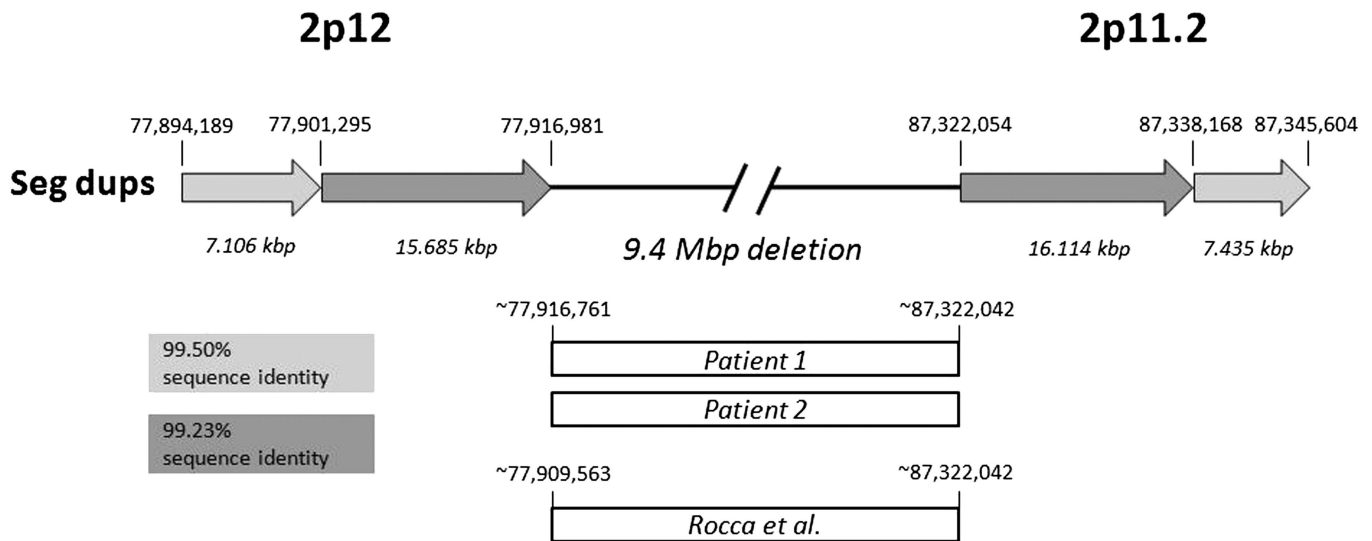 2p12 2p11.2
77,894,189 77,901,295 77,916,981 87,322,054 87,338,168 87,345,604
Seg dups
7.106 kbp 15.685 kbp 9.4 Mbp deletion 16.114 kbp 7.435 kbp
~77,916,761 ~87,322,042
99.50%
sequence identity
Patient 1
Patient 2
99.23%
sequence identity
~77,909,563 ~87,322,042
Rocca et al.